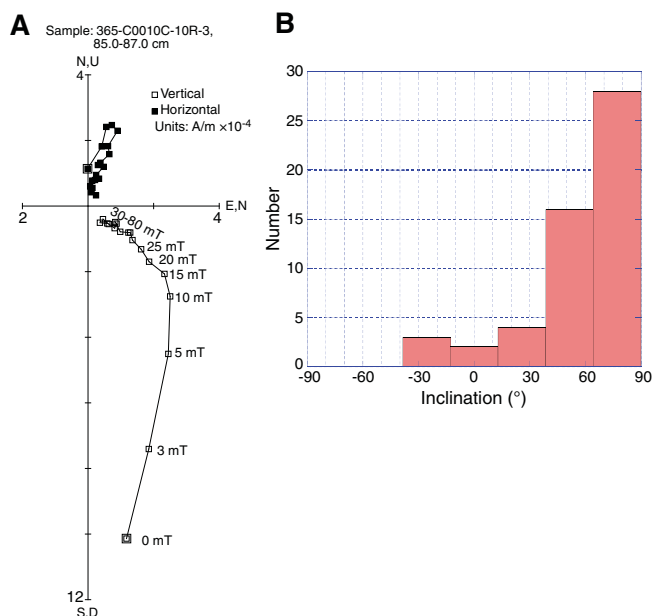 A
Sample: 365-C0010C-10R-3,
85.0-87.0 cm
N,U
4
□ Vertical
■ Horizontal
Units: A/m ×10-4
2
E,N
4
30-80 mT
25 mT
20 mT
15 mT
10 mT
5 mT
3 mT
0 mT
12
S,D
B
30
25
20
15
10
5
0
Number
-90
-60
-30
0
30
60
90
Inclination (°)